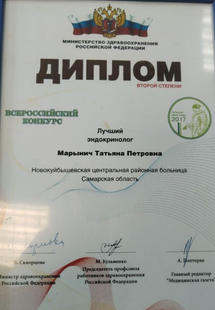 МИНИСТЕРСТВО ЗДРАВООХРАНЕНИЯ
РОССИЙСКОЙ ФЕДЕРАЦИИ
ДИПЛОМ
ВТОРОЙ СТЕПЕНИ
ВСЕРОССИЙСКИЙ
КОНКУРС
2017
Лучший
эндокринолог
Марынич Татьяна Петровна
Новокуйбышевская центральная районная больница
Самарская область
В. Скворцова
М. Кузьменко
А. Полторак
Министр здравоохранения
Российской Федерации
Председатель профсоюза
работников здравоохранения
Российской Федерации
Главный редактор
"Медицинская газета"